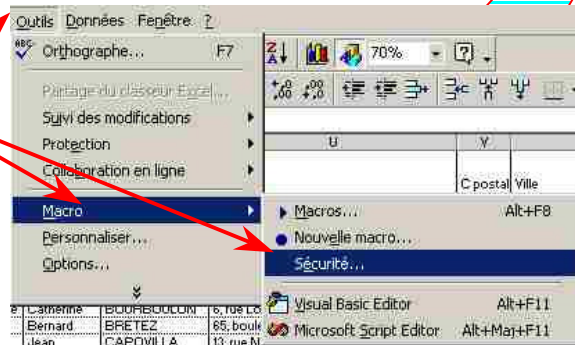 Outils Données Fenêtre ?
Orthographe... F7
70%
Partage du classeur Excel...
Suivi des modifications
Protection
Collaboration en ligne
U V
C postal Ville
Macro
Macros... Alt+F8
Personnaliser...
Nouvelle macro...
Options...
Sécurité...
Visual Basic Editor Alt+F11
Microsoft Script Editor Alt+Maj+F11
Catherine BOURBOULON 6, rue
Bernard BRETEZ 65, boule
Jean CAPOVILLA 13, rue